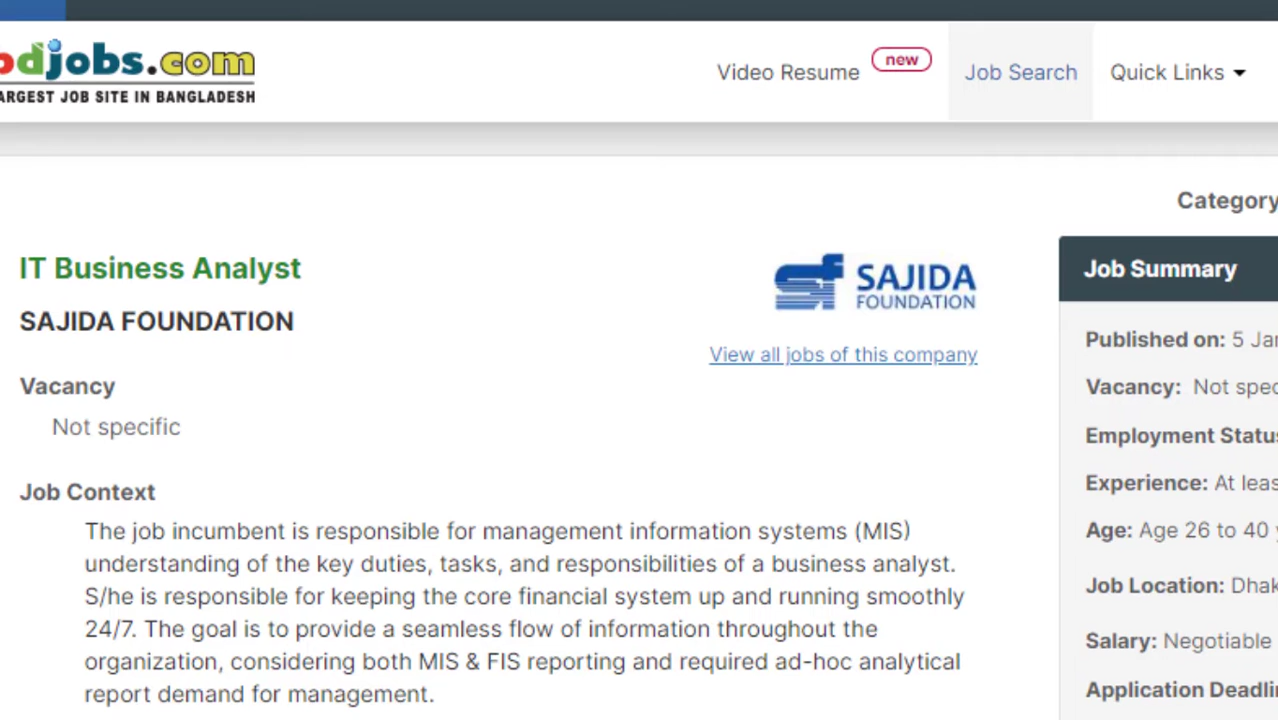 djobs.com
ARGEST JOB SITE IN BANGLADESH
Video Resume new Job Search Quick Links
Category
IT Business Analyst
SAJIDA FOUNDATION
SAJIDA
FOUNDATION
View all jobs of this company
Vacancy
Not specific
Job Context
The job incumbent is responsible for management information systems (MIS)
understanding of the key duties, tasks, and responsibilities of a business analyst.
S/he is responsible for keeping the core financial system up and running smoothly
24/7. The goal is to provide a seamless flow of information throughout the
organization, considering both MIS & FIS reporting and required ad-hoc analytical
report demand for management.
Job Summary
Published on: 5 Jan
Vacancy: Not spec
Employment Status
Experience: At leas
Age: Age 26 to 40 y
Job Location: Dhak
Salary: Negotiable
Application Deadlin